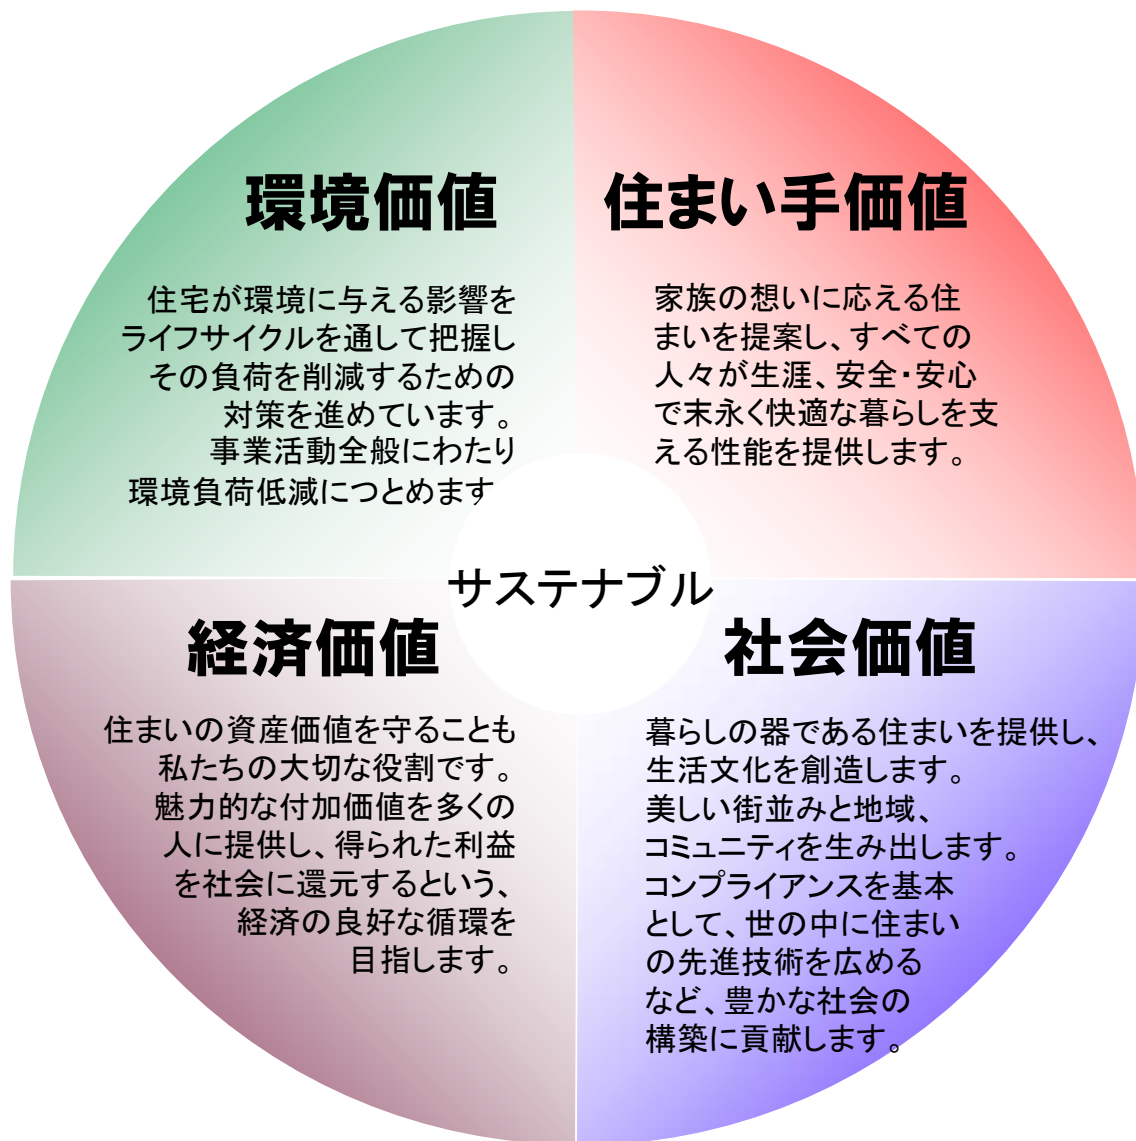 環境価値
住宅が環境に与える影響を
ライフサイクルを通して把握し
その負荷を削減するための
対策を進めています。
事業活動全般にわたり
環境負荷低減につとめます
住まい手価値
家族の想いに応える住
まいを提案し、すべての
人々が生涯、安全・安心
で末永く快適な暮らしを支
える性能を提供します。
サステナブル
経済価値
住まいの資産価値を守ることも
私たちの大切な役割です。
魅力的な付加価値を多くの
人に提供し、得られた利益
を社会に還元するという、
経済の良好な循環を
目指します。
社会価値
暮らしの器である住まいを提供し、
生活文化を創造します。
美しい街並みと地域、
コミュニティを生み出します。
コンプライアンスを基本
として、世の中に住まい
の先進技術を広める
など、豊かな社会の
構築に貢献します。